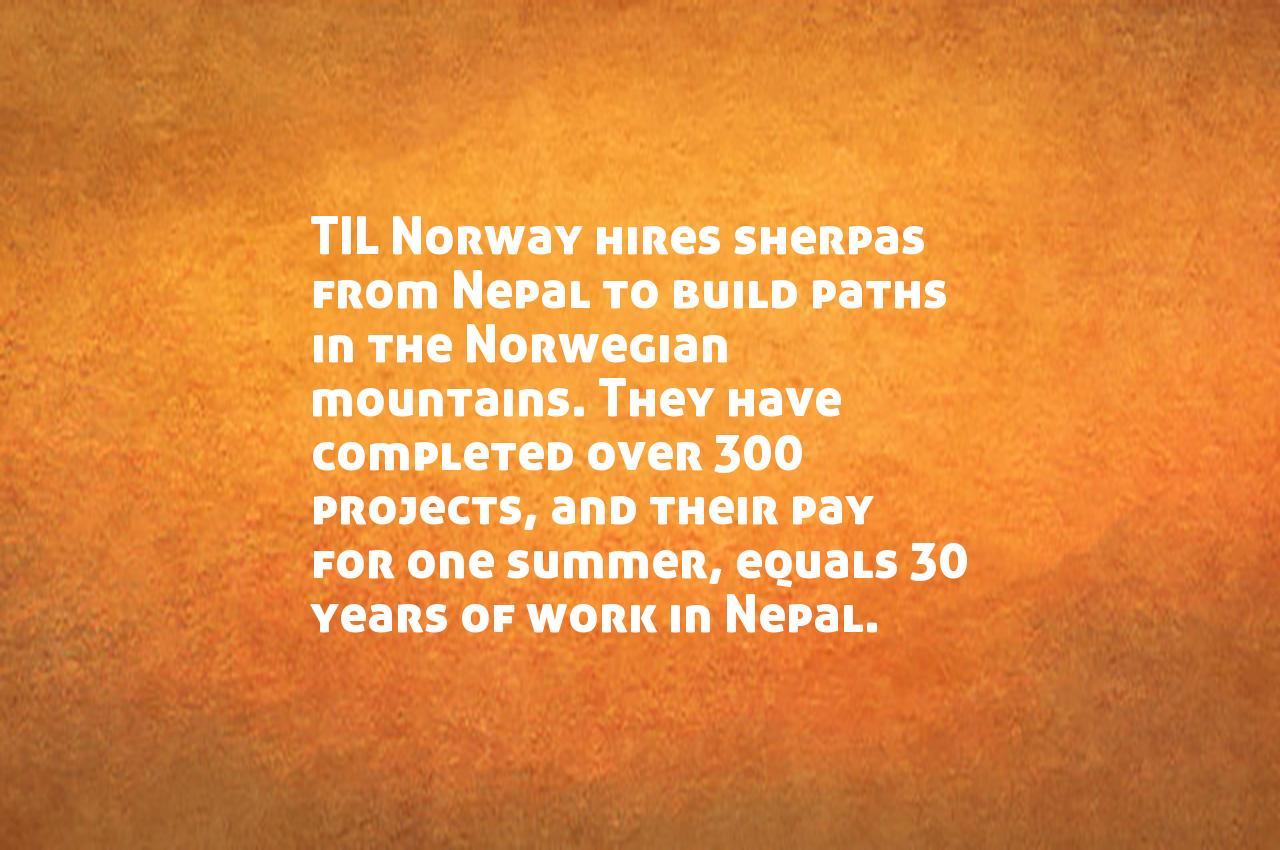 TIL Norway hires sherpas
from Nepal to build paths
in the Norwegian
mountains. They have
completed over 300
projects, and their pay
for one summer, equals 30
years of work in Nepal.